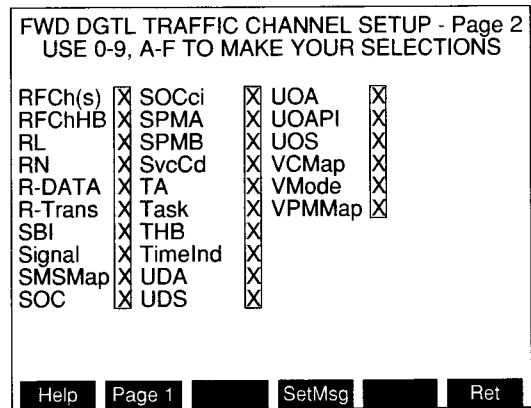 FWD DGTL TRAFFIC CHANNEL SETUP - Page 2
USE 0-9, A-F TO MAKE YOUR SELECTIONS
RFCh(s) X SOCci X UOA X
RFChHB X SPMA X UOAPI X
RL X SPMB X UOS X
RN X SvcCd X VCMap X
R-DATA X TA X VMode X
R-Trans X Task X VPMMap X
SBI X THB X
Signal X TimeInd X
SMSMap X UDA X
SOC X UDS X
Help Page 1 SetMsg Ret